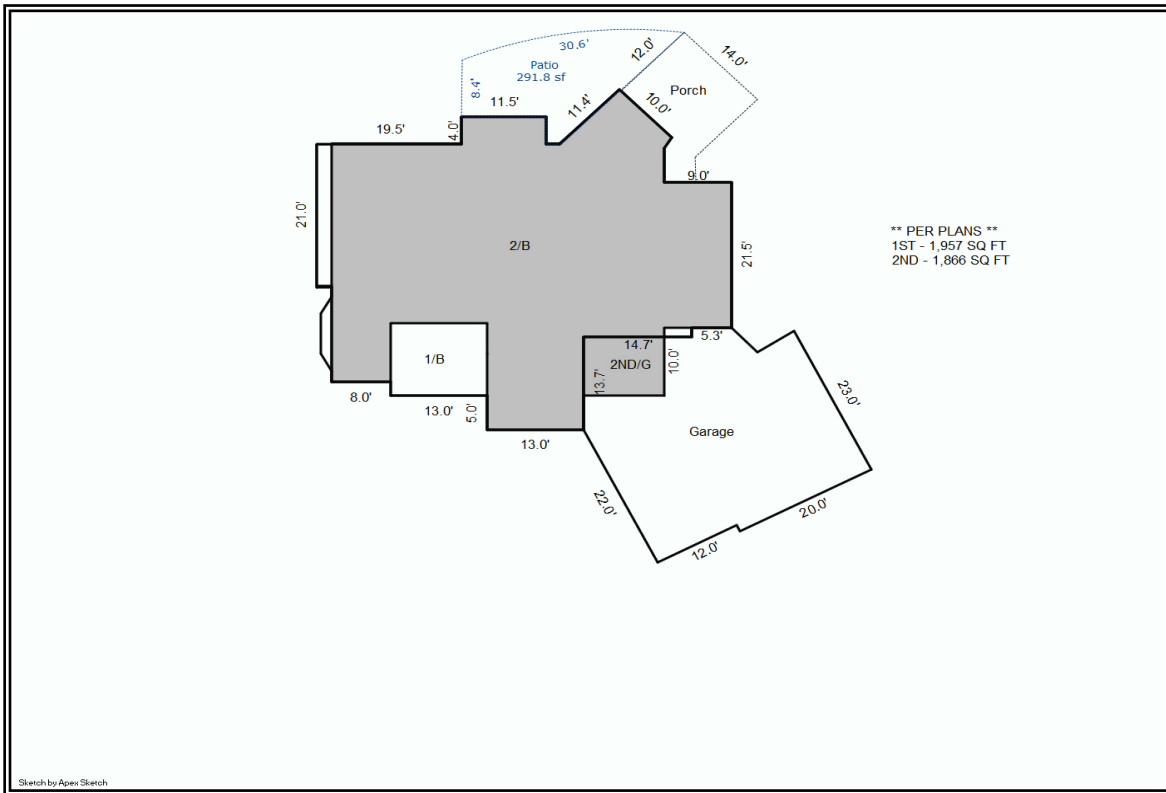 30.6'
12.0'
14.0'
Patio
291.8 sf
8.4'
Porch
11.5'
11.4'
10.0'
19.5'
4.0'
9.0'
21.0'
2/B
21.5'
** PER PLANS **
1ST - 1,957 SQ FT
2ND - 1,866 SQ FT
5.3'
14.7'
1/B
2ND/G
10.0'
13.7'
8.0'
13.0'
5.0'
23.0'
13.0'
Garage
22.0'
20.0'
12.0'
Sketch by Apex Sketch